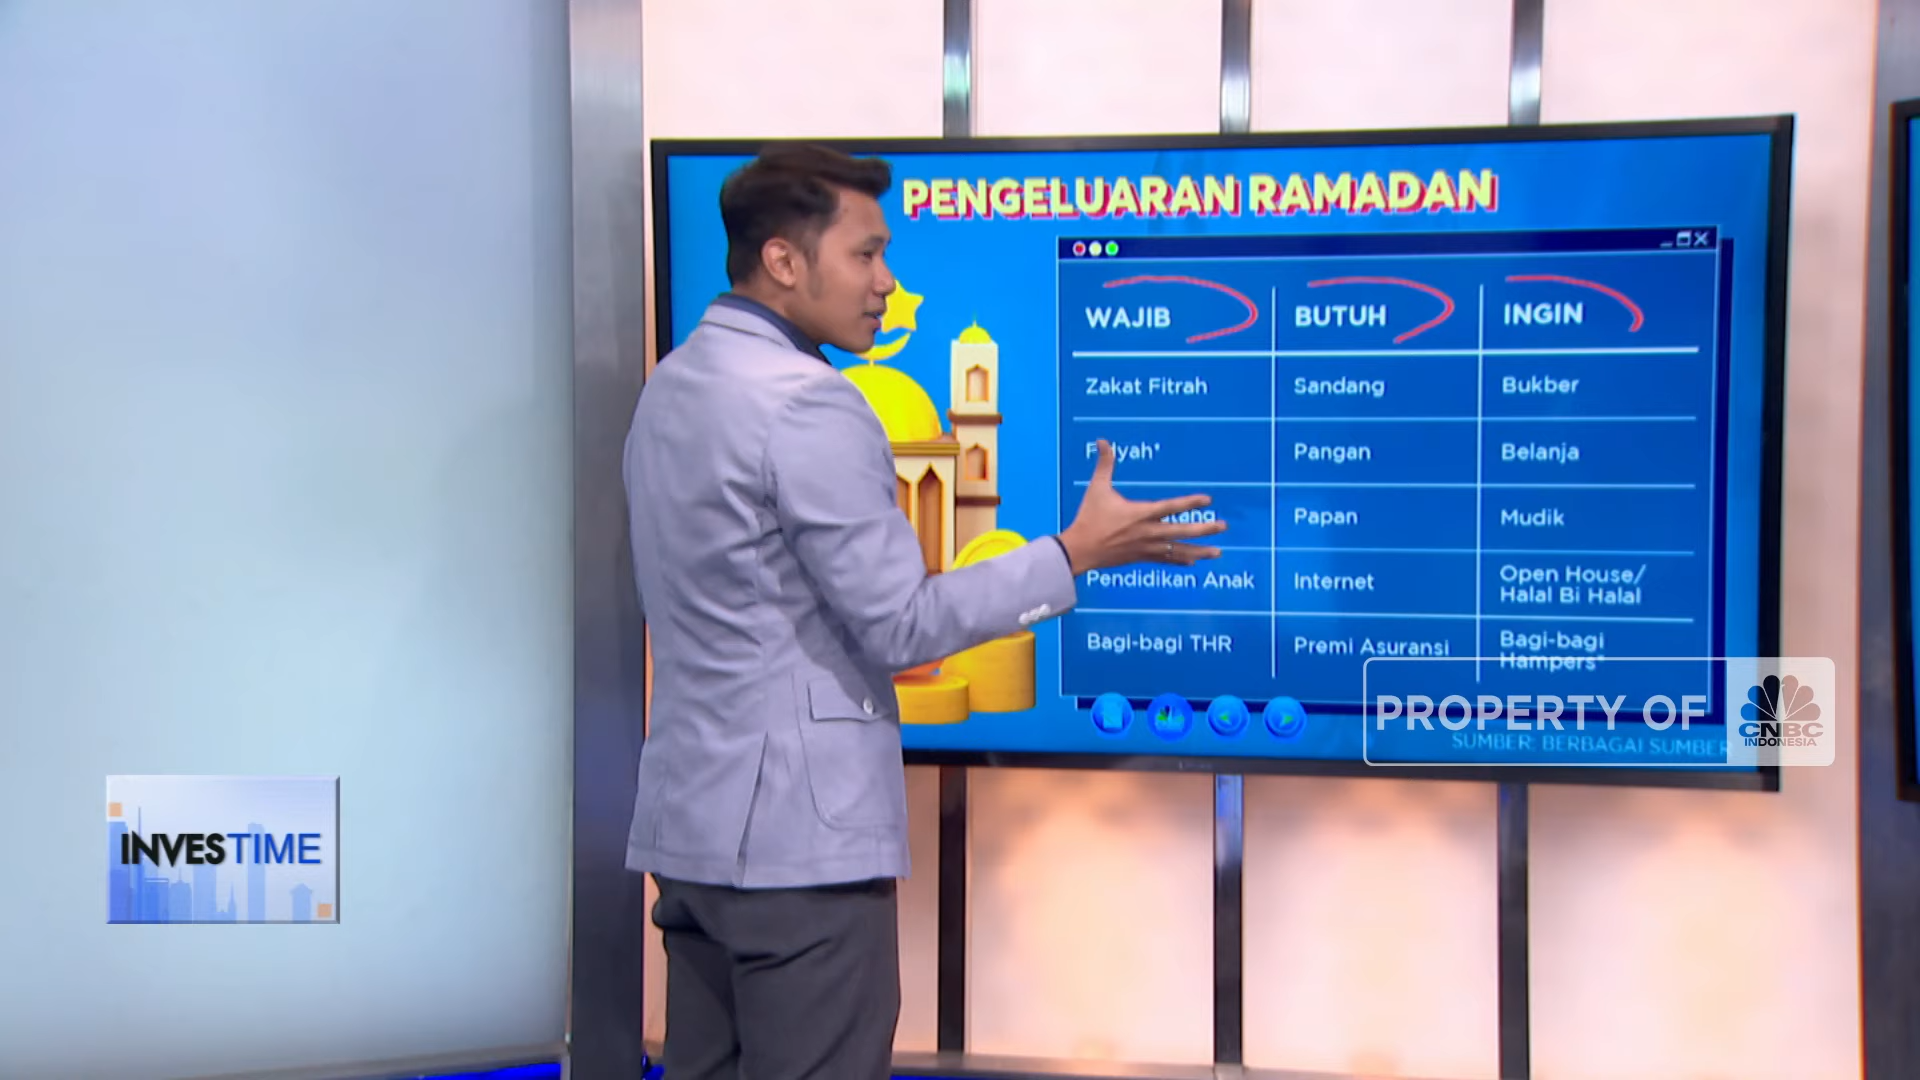 PENGELUARAN RAMADAN
WAJIB BUTUH INGIN
Zakat Fitrah Sandang Bukber
Pangan Belanja
Papan Mudik
Pendidikan Anak Internet Open House/
Halal Bi Halal
Bagi-bagi THR Premi Asuransi Bagi-bagi
Hampers*
PROPERTY OF CNBC
INDONESIA
SUMBER: BERBAGAI SUMBER
INVESTIME